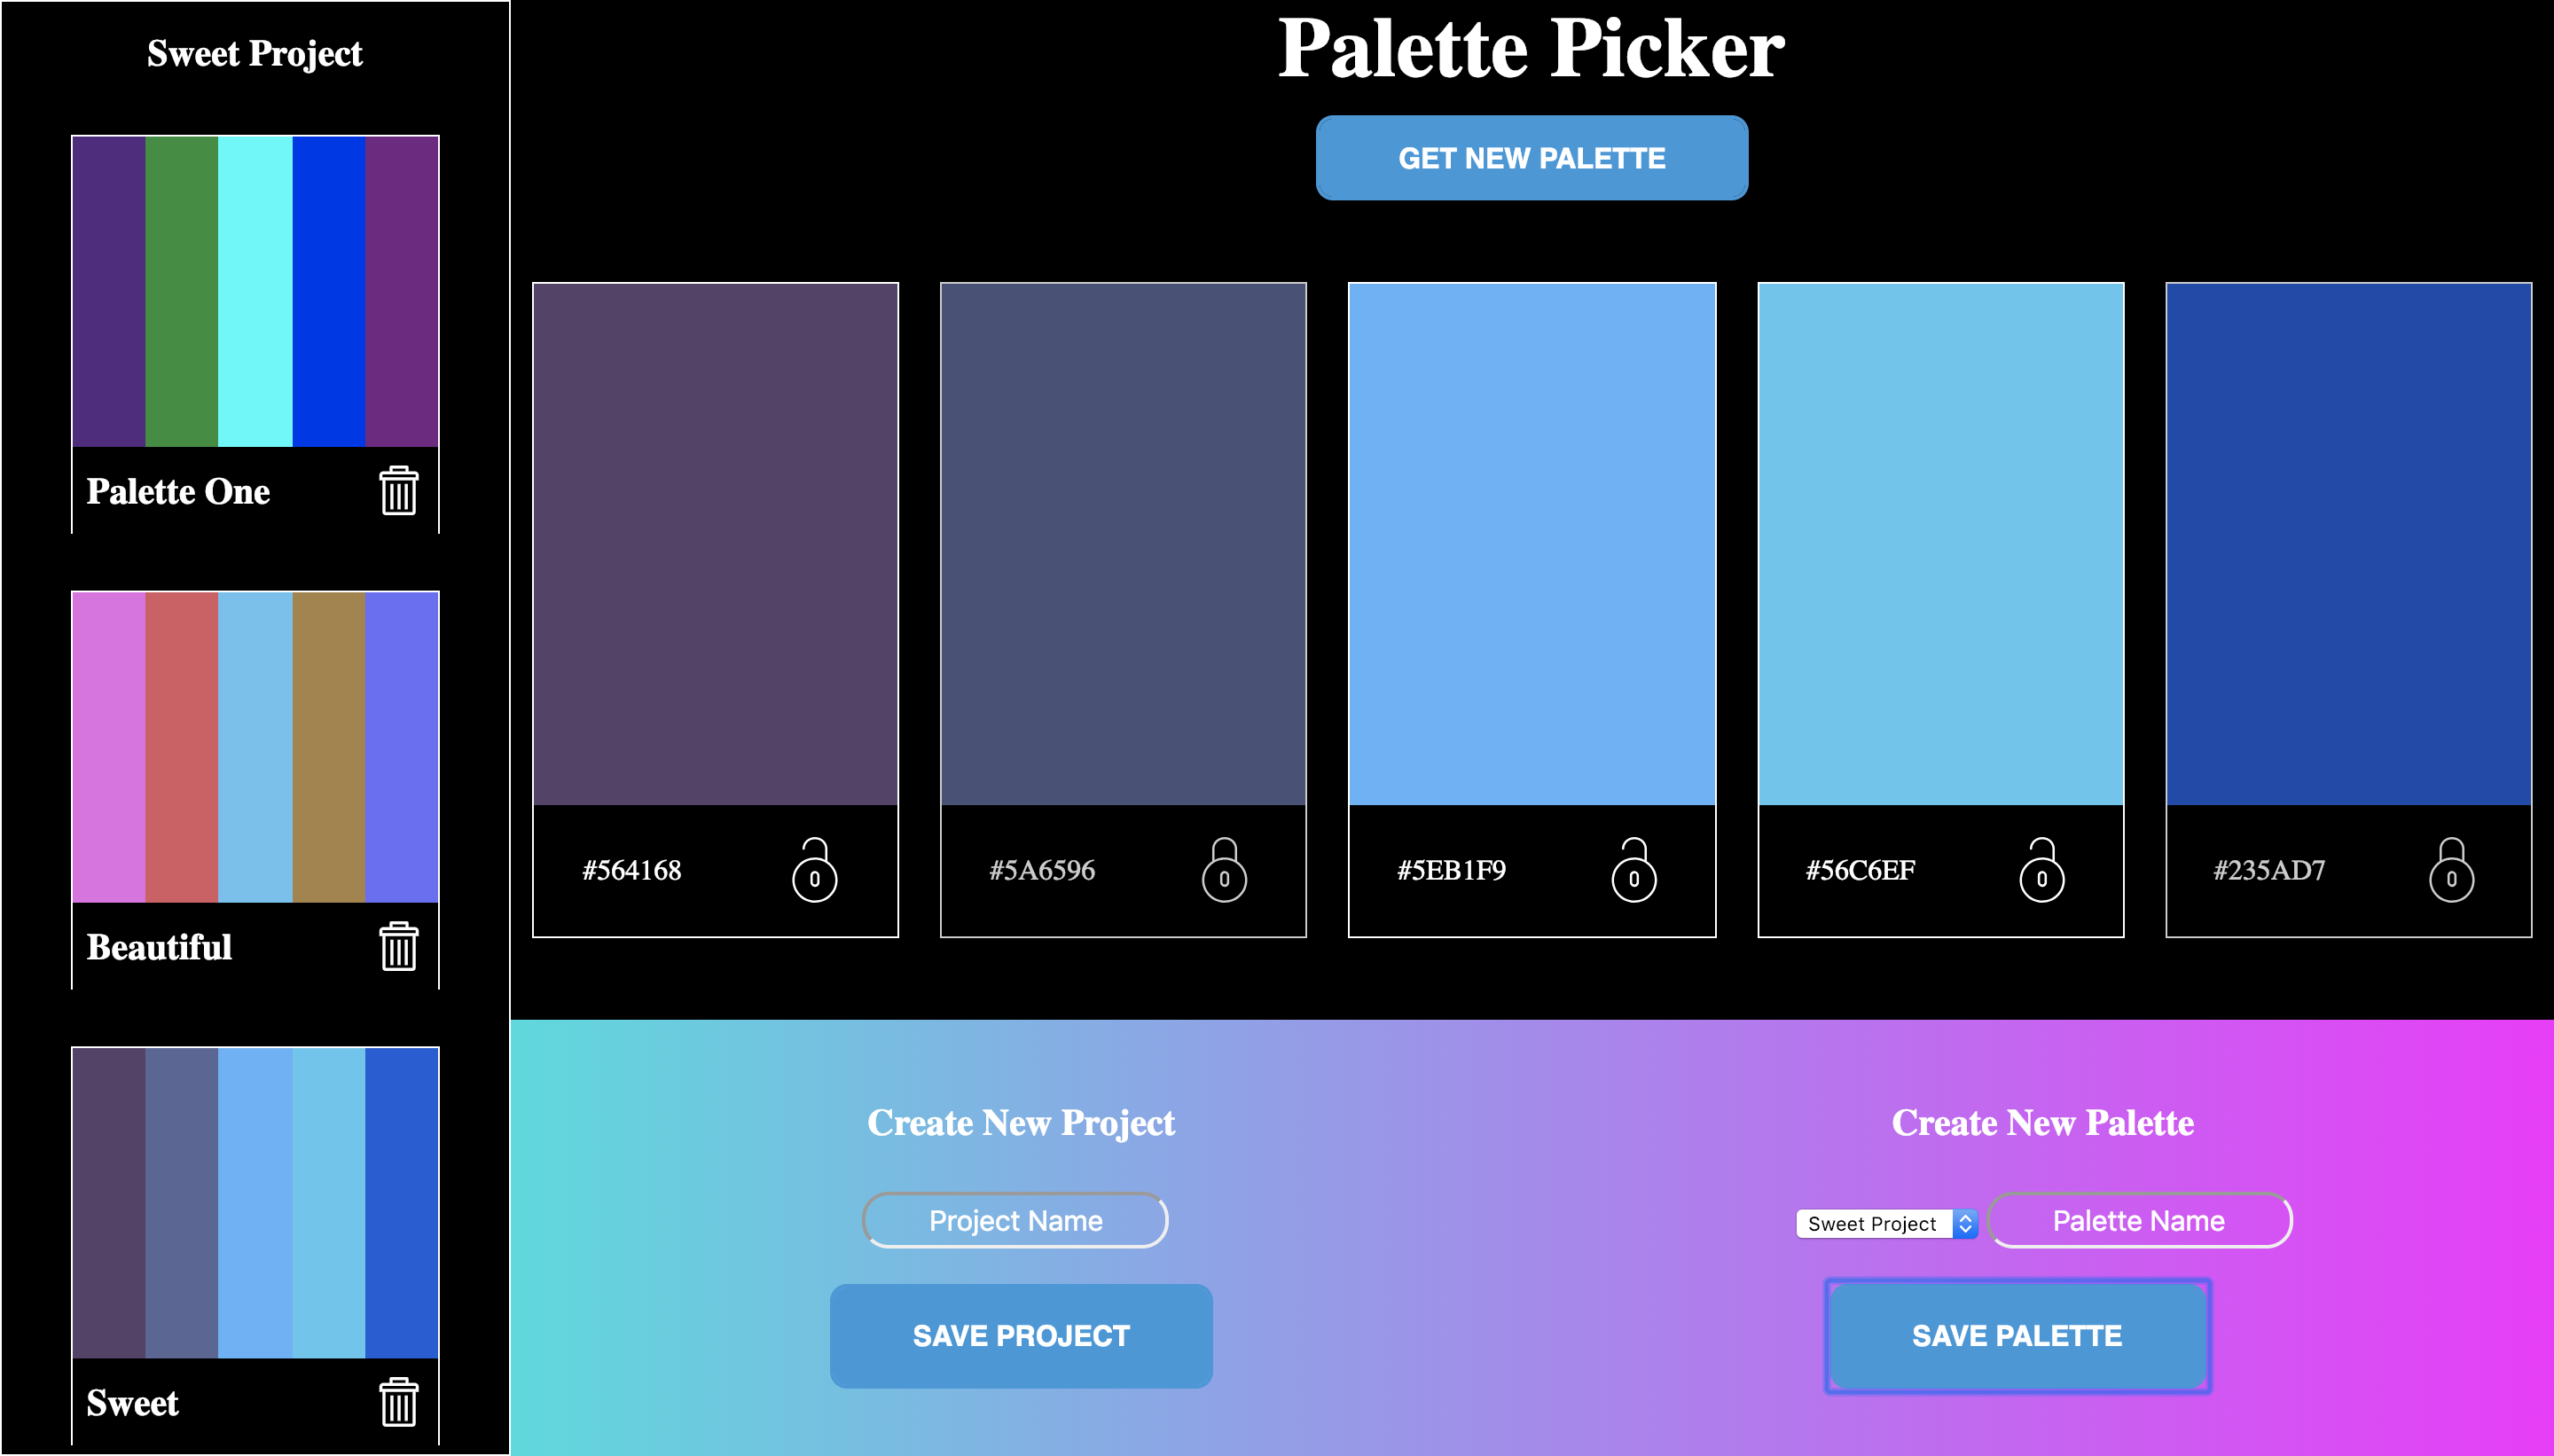 Sweet Project
Palette One
Beautiful
Sweet
Palette Picker
GET NEW PALETTE
#564168
#5A6596
#5EB1F9
#56C6EF
#235AD7
Create New Project
Project Name
SAVE PROJECT
Create New Palette
Sweet Project
Palette Name
SAVE PALETTE